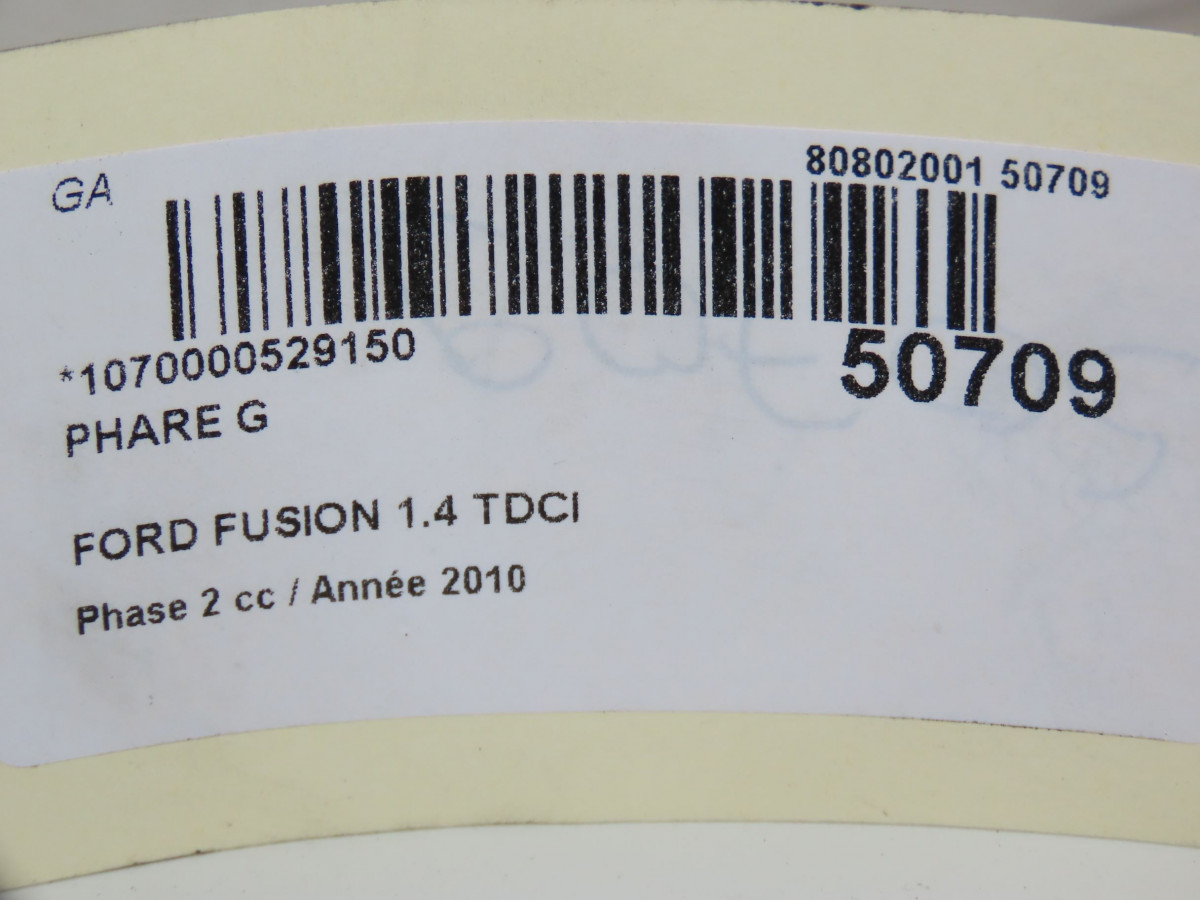 GA
80802001 50709
*1070000529150
50709
PHARE G
FORD FUSION 1.4 TDCI
Phase 2 cc / Année 2010